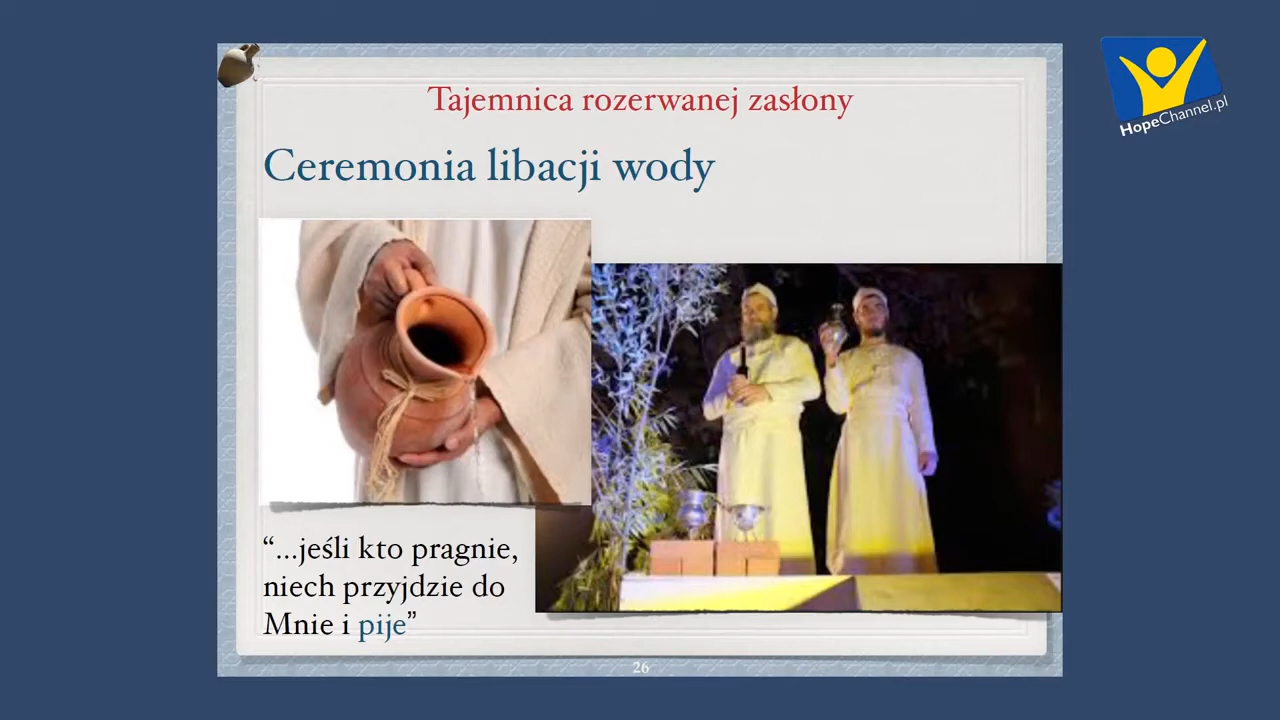 Tajemnica rozerwanej zasłony
HopeChannel.pl
Ceremonia libacji wody
“...jeśli kto pragnie,
niech przyjdzie do
Mnie i pije”
26